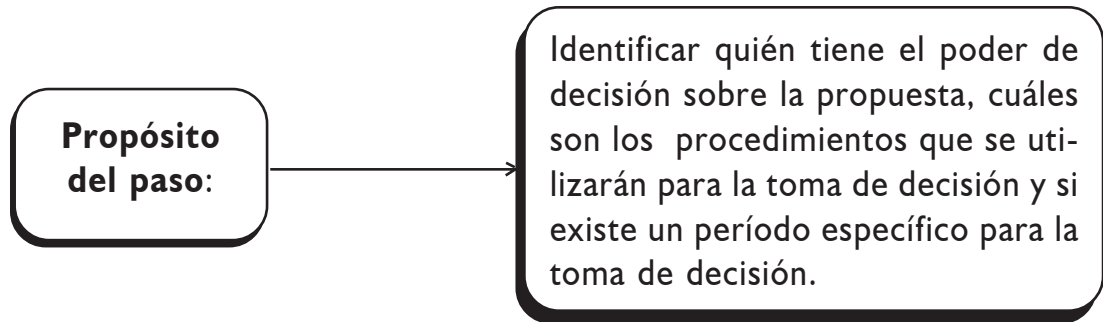 Propósito
del paso:
Identificar quién tiene el poder de
decisión sobre la propuesta, cuáles
son los procedimientos que se uti-
lizarán para la toma de decisión y si
existe un período específico para la
toma de decisión.